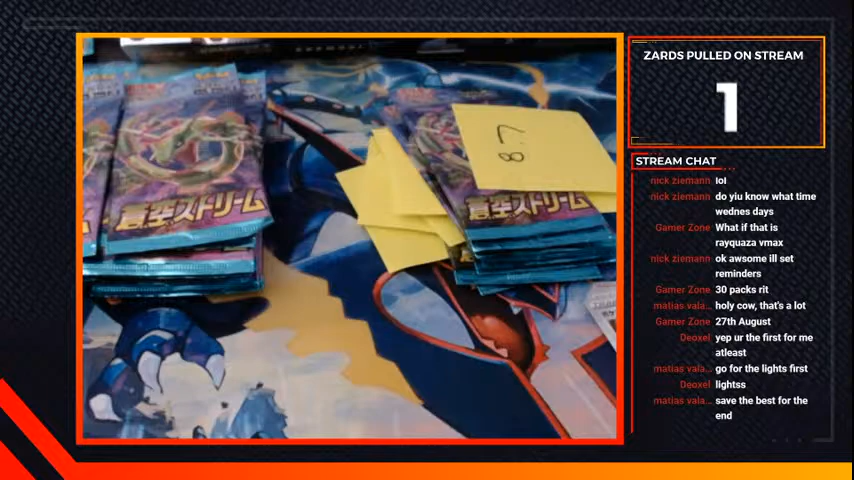 ZARDS PULLED ON STREAM
1
STREAM CHAT
nick ziemann lol
nick ziemann do yiu know what time
wednes days
Gamer Zone What if that is
rayquaza vmax
nick ziemann ok awsome ill set
reminders
Gamer Zone 30 packs rit
matias vala... holy cow, that's a lot
Gamer Zone 27th August
Deoxel yep ur the first for me
atleast
matias vala... go for the lights first
Deoxel lightss
matias vala... save the best for the
end
8.7
蒼空ストリーム
蒼空ストリーム